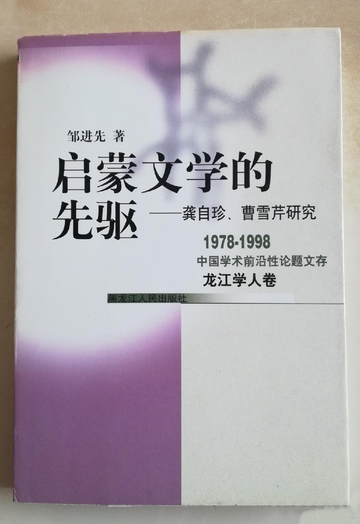 邹进先 著
启蒙文学的
先驱
——龚自珍、曹雪芹研究
1978-1998
中国学术前沿性论题文存
龙江学人卷
黑龙江人民出版社